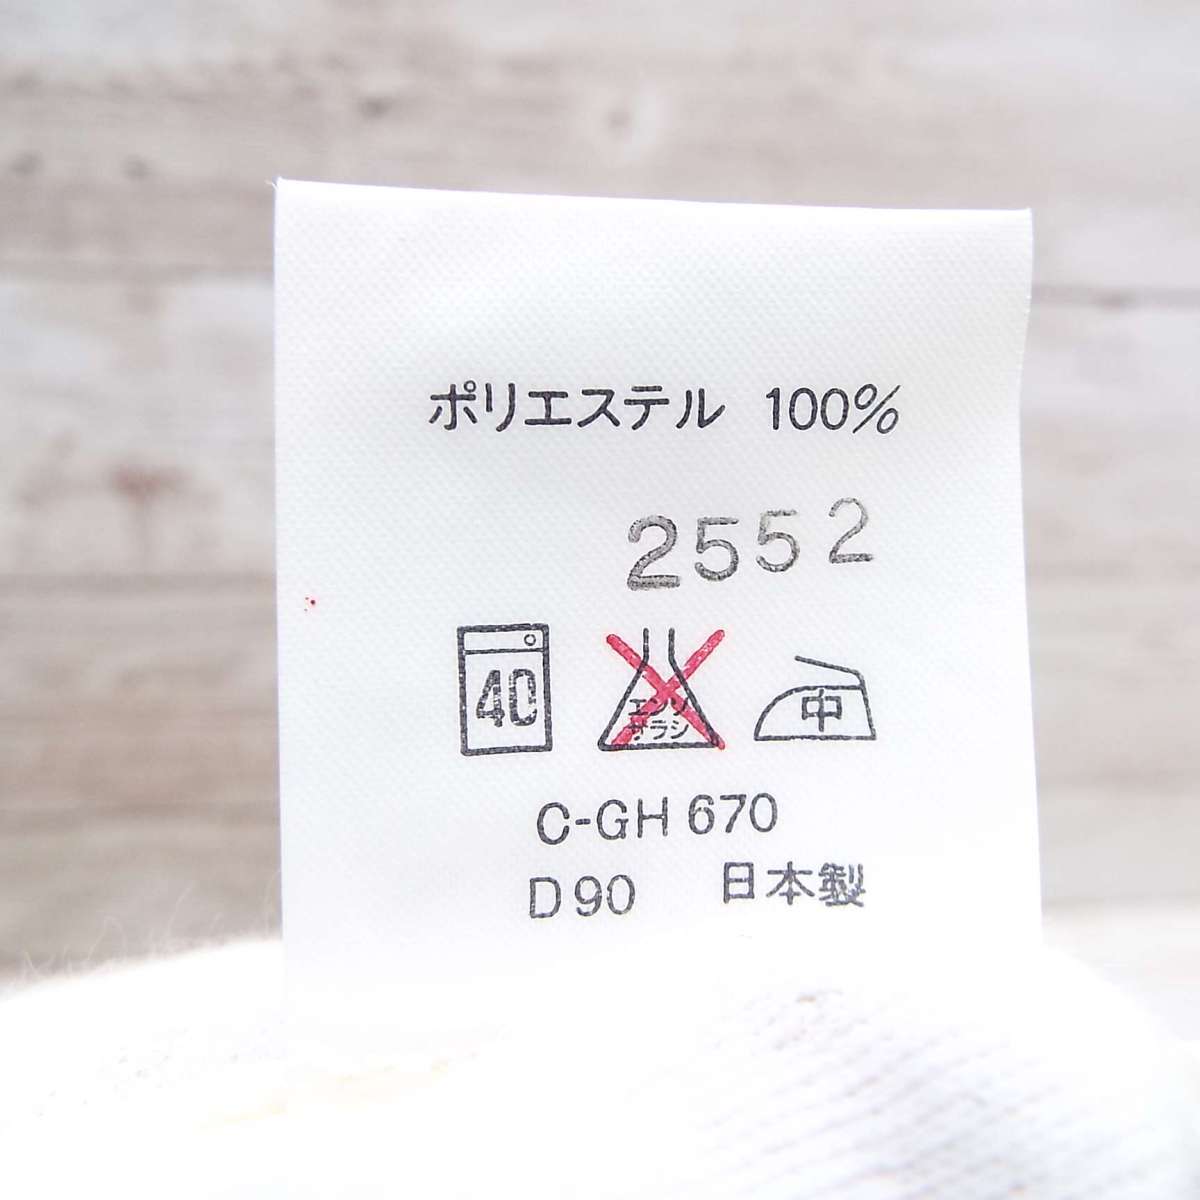 ポリエステル 100%
2552
40
エンソ
サラシ
中
C-GH 670
D90 日本製